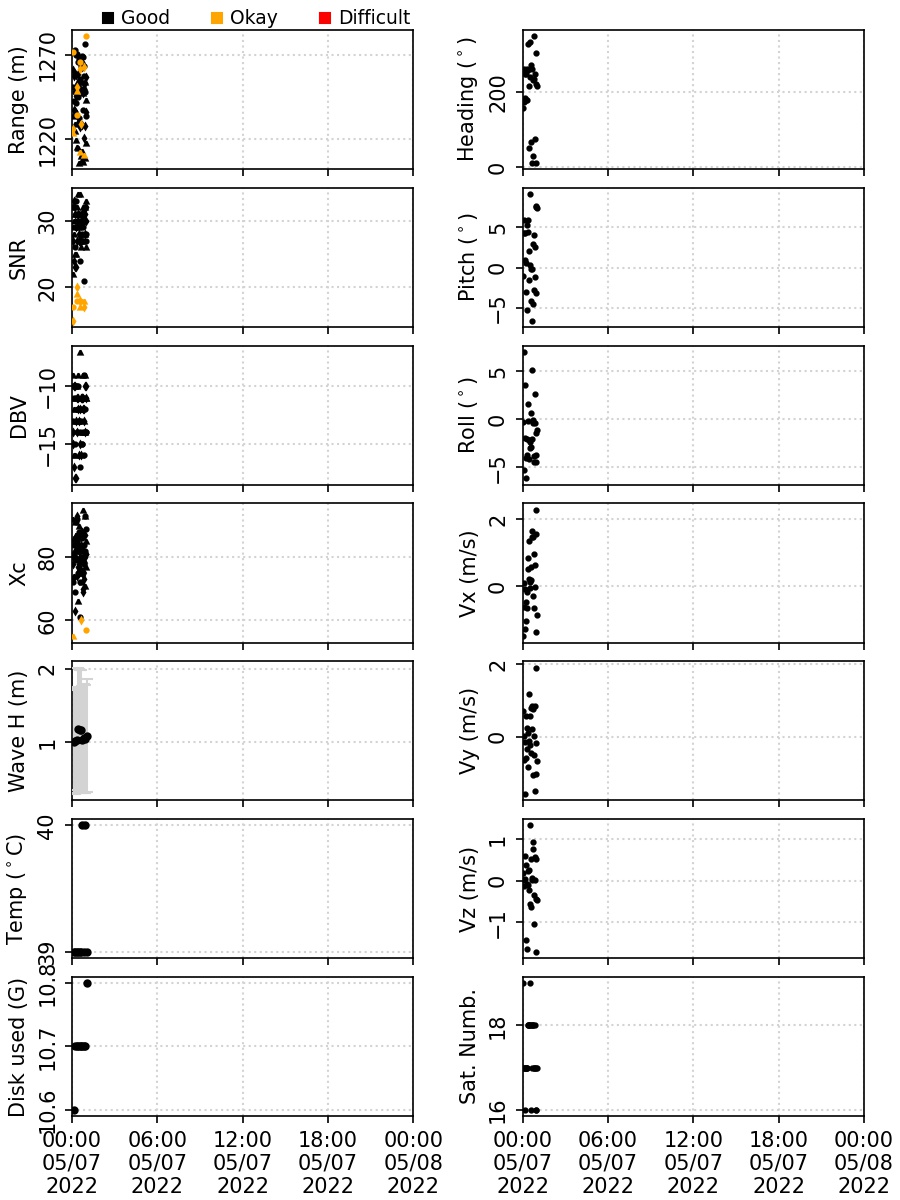 Good Okay Difficult
Range (m)
1270
1220
Heading (°)
200
0
SNR
30
20
Pitch (°)
5
0
−5
DBV
−10
−15
Roll (°)
5
0
−5
Xc
80
60
Vx (m/s)
2
0
Wave H (m)
2
1
Vy (m/s)
2
0
Temp (°C)
40
39
Vz (m/s)
1
0
−1
Disk used (G)
10.8
10.7
10.6
Sat. Numb.
18
16
00:00 06:00 12:00 18:00 00:00
05/07 05/07 05/07 05/07 05/08
2022 2022 2022 2022 2022
00:00 06:00 12:00 18:00 00:00
05/07 05/07 05/07 05/07 05/08
2022 2022 2022 2022 2022